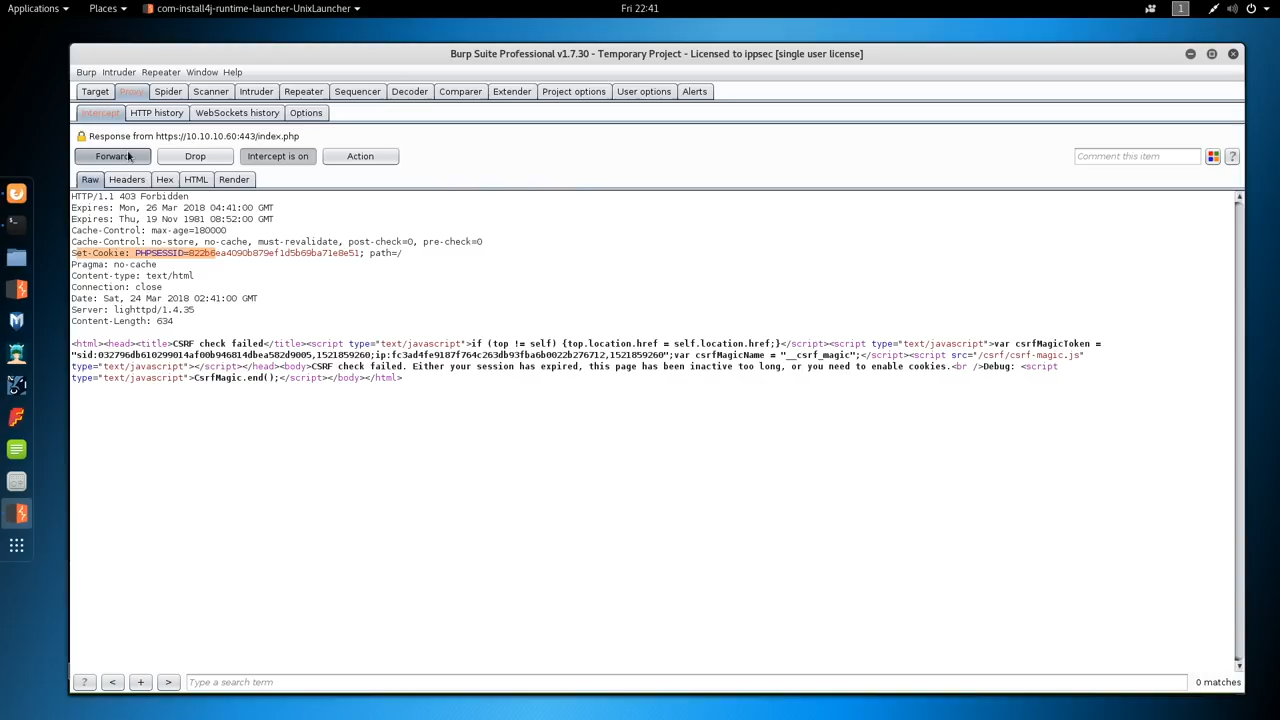 Applications Places com-install4j-runtime-launcher-UnixLauncher Fri 22:41 1
Burp Suite Professional v1.7.30 - Temporary Project - Licensed to ippsec [single user license]
Burp Intruder Repeater Window Help
Target Proxy Spider Scanner Intruder Repeater Sequencer Decoder Comparer Extender Project options User options Alerts
Intercept HTTP history WebSockets history Options
Response from https://10.10.10.60:443/index.php
Forward Drop Intercept is on Action Comment this item ?
Raw Headers Hex HTML Render
HTTP/1.1 403 Forbidden
Expires: Mon, 26 Mar 2018 04:41:00 GMT
Expires: Thu, 19 Nov 1981 08:52:00 GMT
Cache-Control: max-age=180000
Cache-Control: no-store, no-cache, must-revalidate, post-check=0, pre-check=0
Set-Cookie: PHPSESSID=822b6ea4090b879ef1d5b69ba71e8e51; path=/
Pragma: no-cache
Content-type: text/html
Connection: close
Date: Sat, 24 Mar 2018 02:41:00 GMT
Server: lighttpd/1.4.35
Content-Length: 634
<html><head><title>CSRF check failed</title><script type="text/javascript">if (top != self) {top.location.href = self.location.href;}</script><script type="text/javascript">var csrfMagicToken =
"sid:032796db610299014af00b946814dbea582d9005,1521859260;ip:fc3ad4fe9187f764c263db93fba6b0022b276712,1521859260";var csrfMagicName = "__csrf_magic";</script><script src="/csrf/csrf-magic.js"
type="text/javascript"></script></head><body>CSRF check failed. Either your session has expired, this page has been inactive too long, or you need to enable cookies.<br />Debug: <script
type="text/javascript">CsrfMagic.end();</script></body></html>
? < + > Type a search term 0 matches